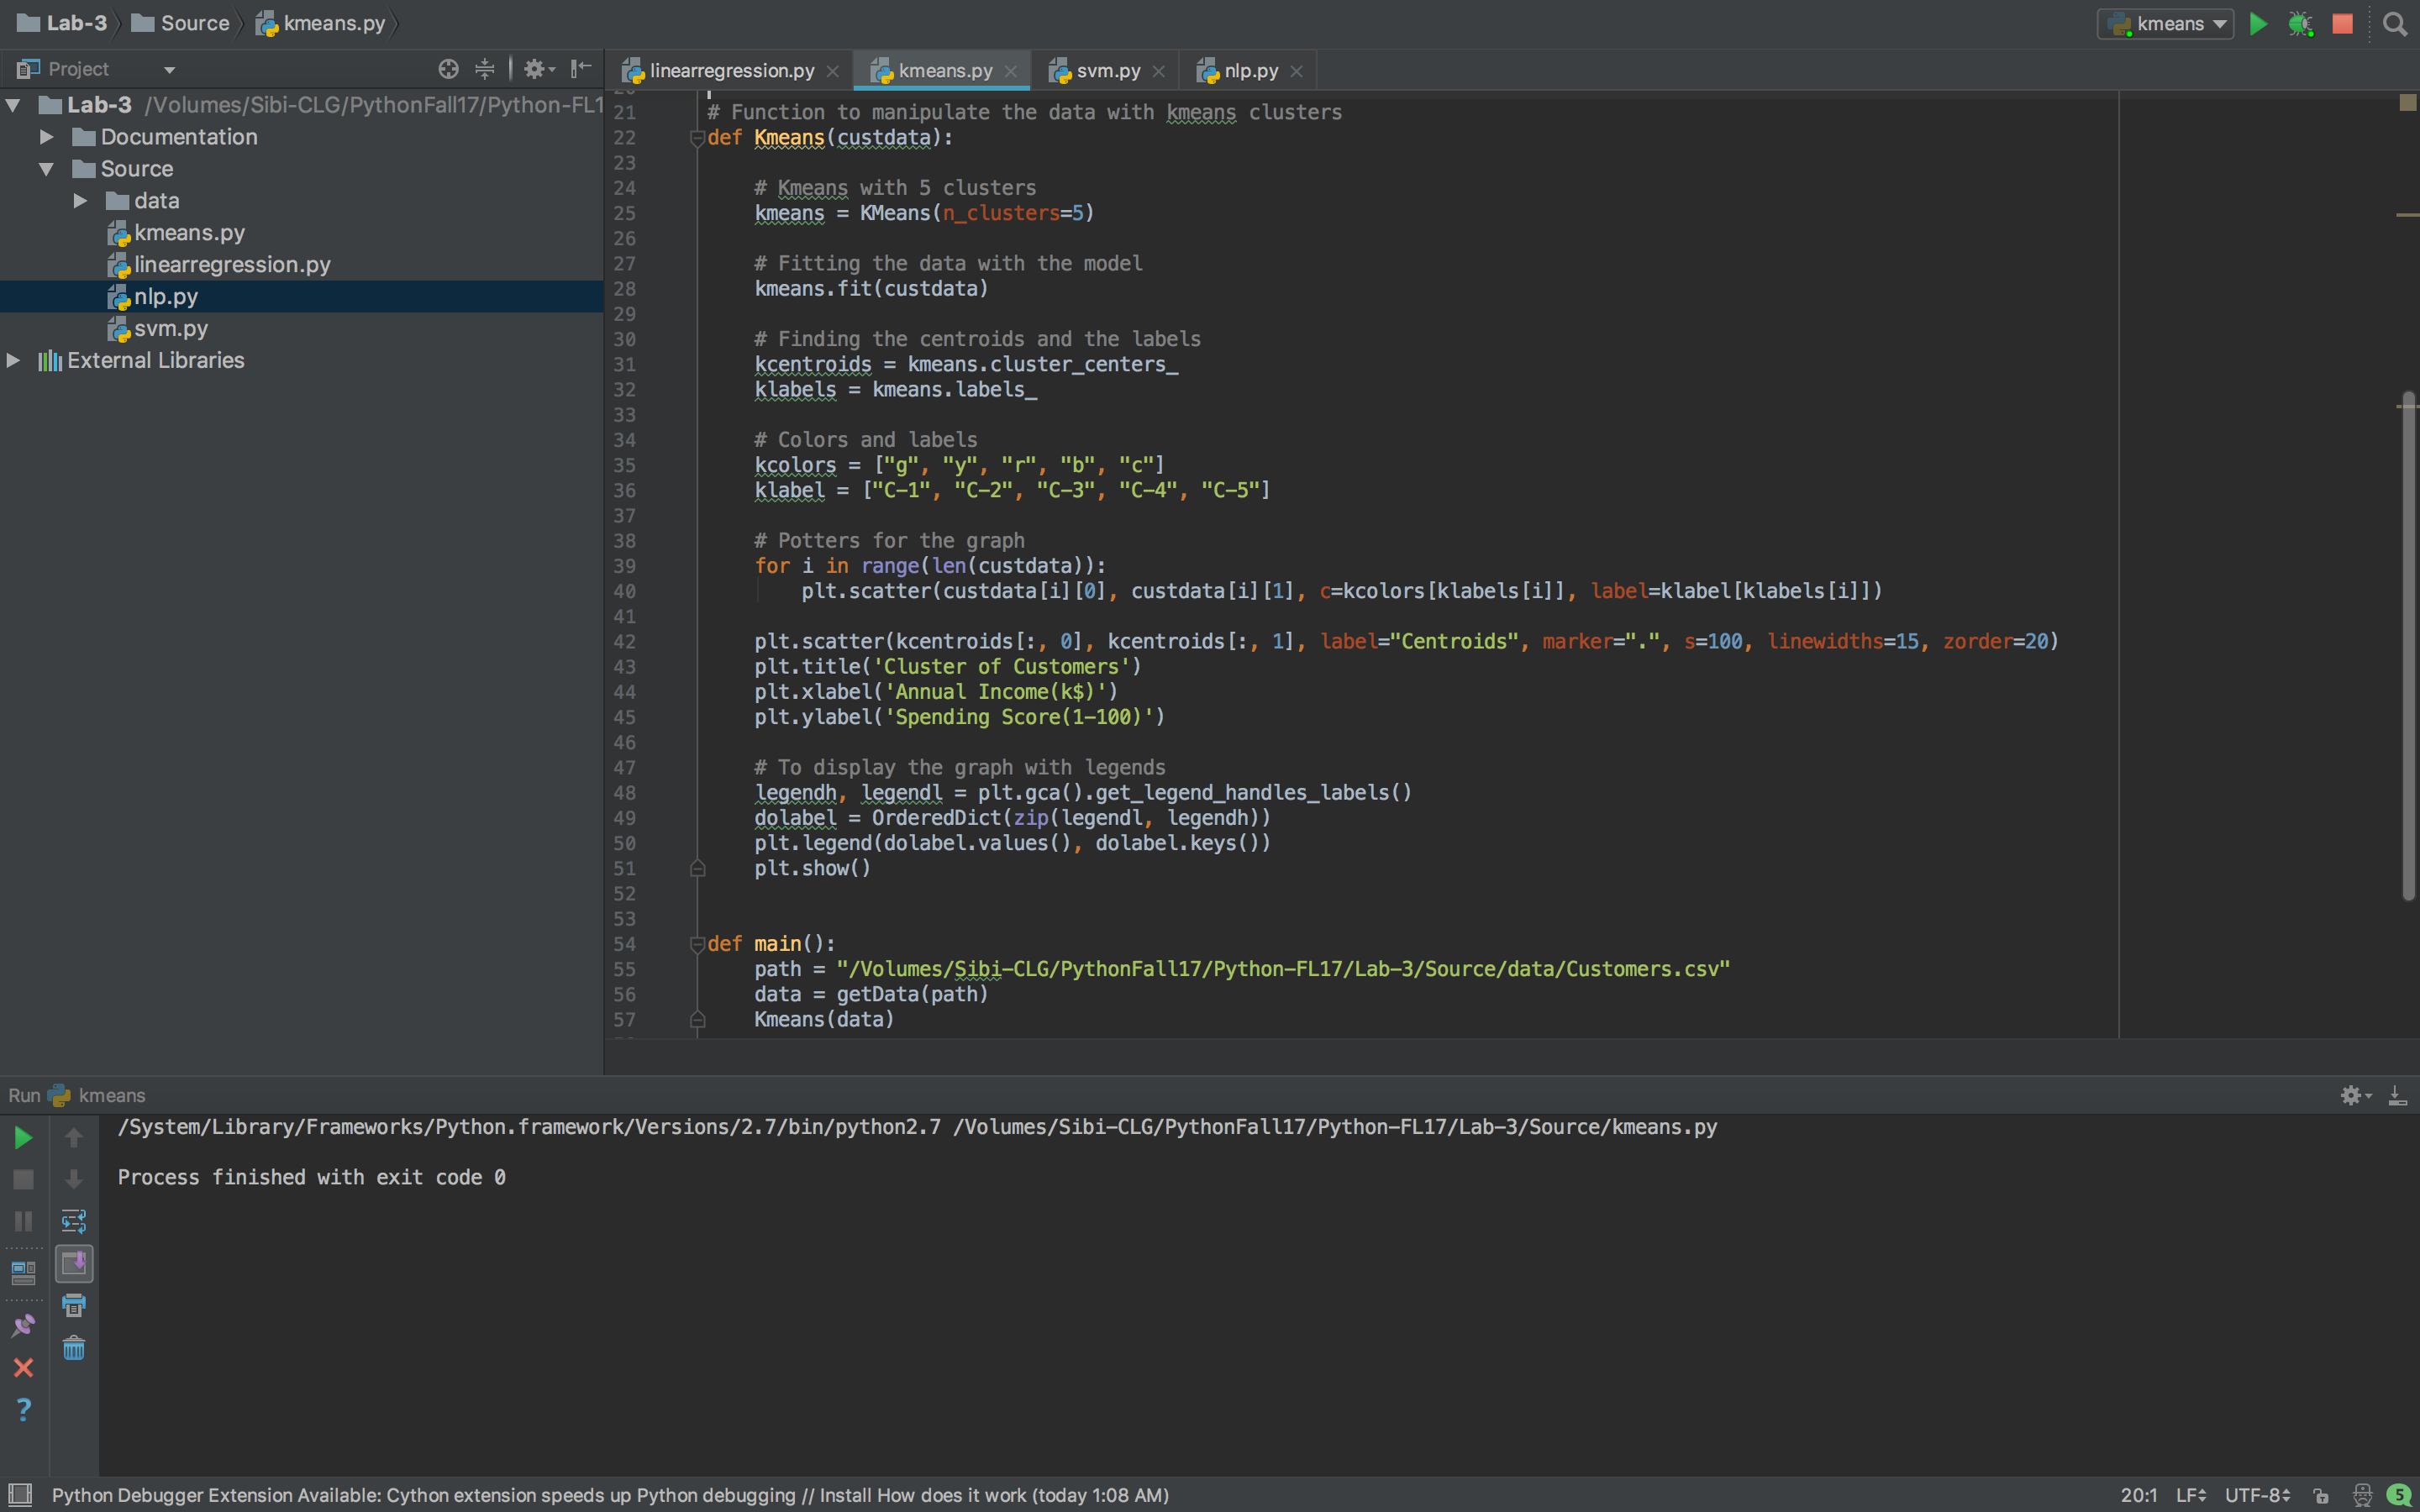 Lab-3 Source kmeans.py
kmeans
Project
linearregression.py
kmeans.py
svm.py
nlp.py
Lab-3 /Volumes/Sibi-CLG/PythonFall17/Python-FL1
Documentation
Source
data
kmeans.py
linearregression.py
nlp.py
svm.py
External Libraries
21 # Function to manipulate the data with kmeans clusters
22 def Kmeans(custdata):
23
24     # Kmeans with 5 clusters
25     kmeans = KMeans(n_clusters=5)
26
27     # Fitting the data with the model
28     kmeans.fit(custdata)
29
30     # Finding the centroids and the labels
31     kcentroids = kmeans.cluster_centers_
32     klabels = kmeans.labels_
33
34     # Colors and labels
35     kcolors = ["g", "y", "r", "b", "c"]
36     klabel = ["C-1", "C-2", "C-3", "C-4", "C-5"]
37
38     # Potters for the graph
39     for i in range(len(custdata)):
40         plt.scatter(custdata[i][0], custdata[i][1], c=kcolors[klabels[i]], label=klabel[klabels[i]])
41
42     plt.scatter(kcentroids[:, 0], kcentroids[:, 1], label="Centroids", marker=".", s=100, linewidths=15, zorder=20)
43     plt.title('Cluster of Customers')
44     plt.xlabel('Annual Income(k$)')
45     plt.ylabel('Spending Score(1-100)')
46
47     # To display the graph with legends
48     legendh, legendl = plt.gca().get_legend_handles_labels()
49     dolabel = OrderedDict(zip(legendl, legendh))
50     plt.legend(dolabel.values(), dolabel.keys())
51     plt.show()
52
53
54 def main():
55     path = "/Volumes/Sibi-CLG/PythonFall17/Python-FL17/Lab-3/Source/data/Customers.csv"
56     data = getData(path)
57     Kmeans(data)
Run kmeans
/System/Library/Frameworks/Python.framework/Versions/2.7/bin/python2.7 /Volumes/Sibi-CLG/PythonFall17/Python-FL17/Lab-3/Source/kmeans.py
Process finished with exit code 0
Python Debugger Extension Available: Cython extension speeds up Python debugging // Install How does it work (today 1:08 AM)
20:1 LF UTF-8 5